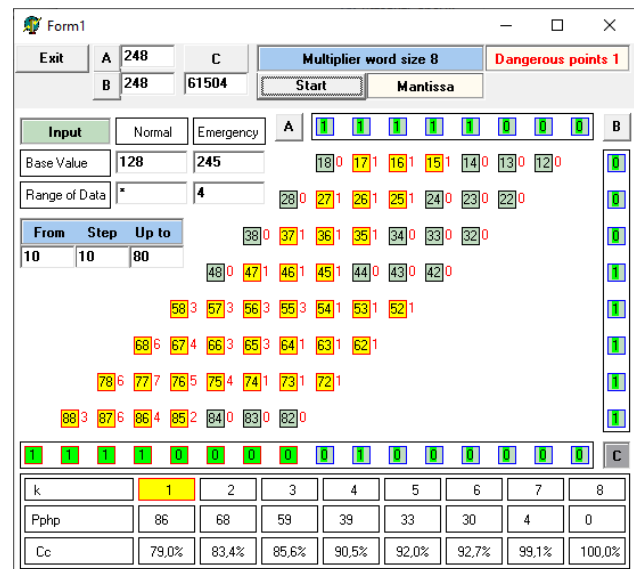 Form1
Exit A 248 C Multiplier word size 8 Dangerous points 1
B 248 61504 Start Mantissa
A 1 1 1 1 1 0 0 0 B
Input Normal Emergency
18 0 17 1 16 1 15 1 14 0 13 0 12 0 0
Base Value 128 245
Range of Data * 4
28 0 27 1 26 1 25 1 24 0 23 0 22 0 0
From Step Up to
38 0 37 1 36 1 35 1 34 0 33 0 32 0 0
10 10 80
48 0 47 1 46 1 45 1 44 0 43 0 42 0 1
58 3 57 3 56 3 55 3 54 1 53 1 52 1 1
68 6 67 4 66 3 65 3 64 1 63 1 62 1 1
78 6 77 7 76 5 75 4 74 1 73 1 72 1 1
88 3 87 6 86 4 85 2 84 0 83 0 82 0 1
1 1 1 1 0 0 0 0 0 1 0 0 0 0 0 0 C
k 1 2 3 4 5 6 7 8
Pphp 86 68 59 39 33 30 4 0
Cc 79,0% 83,4% 85,6% 90,5% 92,0% 92,7% 99,1% 100,0%